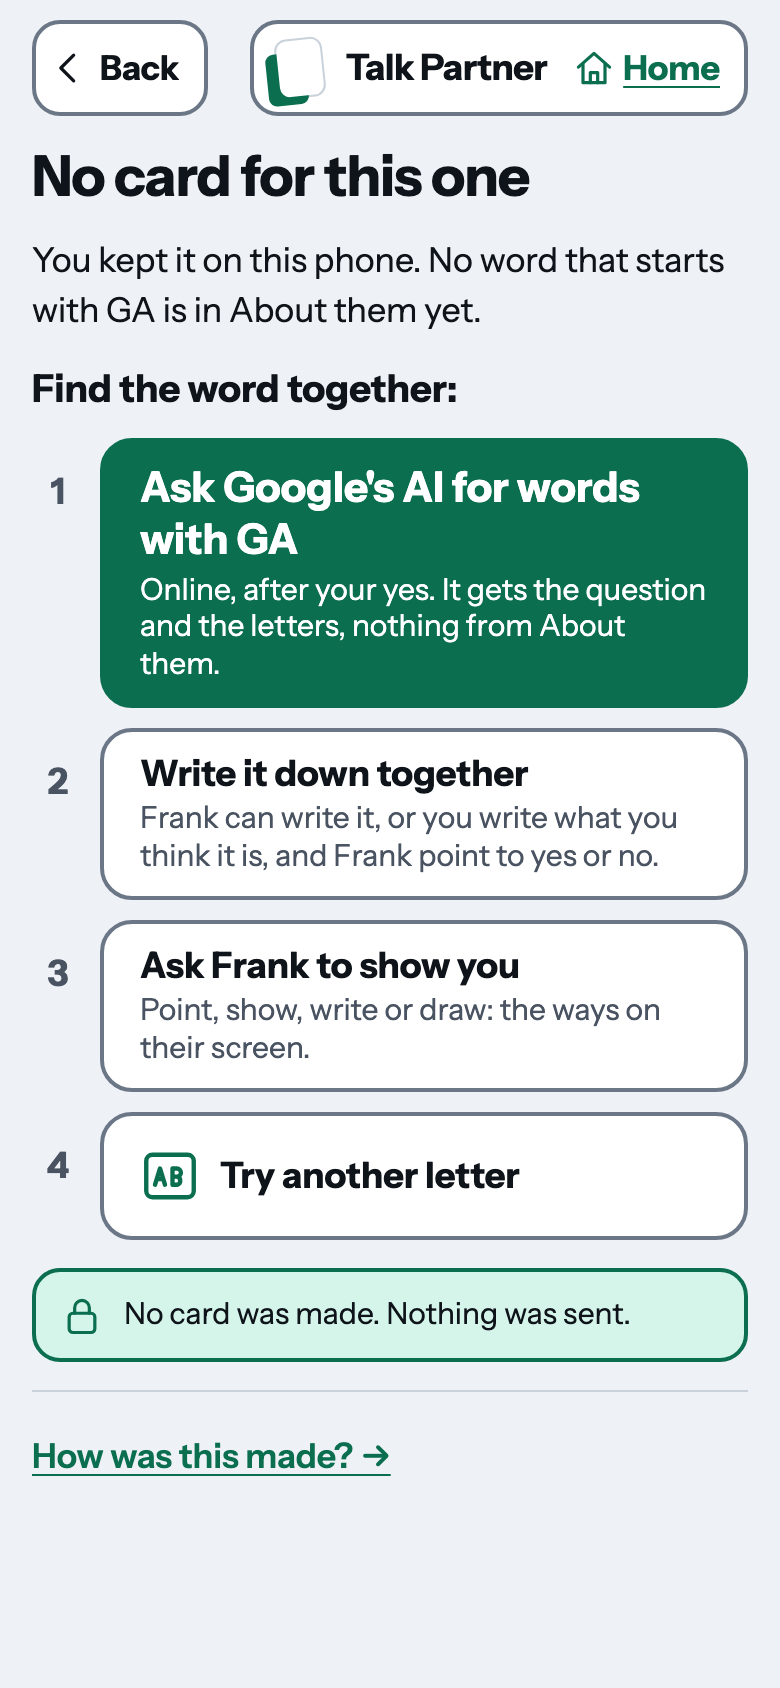 Back
Talk Partner
Home
No card for this one
You kept it on this phone. No word that starts
with GA is in About them yet.
Find the word together:
1
Ask Google's AI for words
with GA
Online, after your yes. It gets the question
and the letters, nothing from About
them.
2
Write it down together
Frank can write it, or you write what you
think it is, and Frank point to yes or no.
3
Ask Frank to show you
Point, show, write or draw: the ways on
their screen.
4
AB
Try another letter
No card was made. Nothing was sent.
How was this made? →